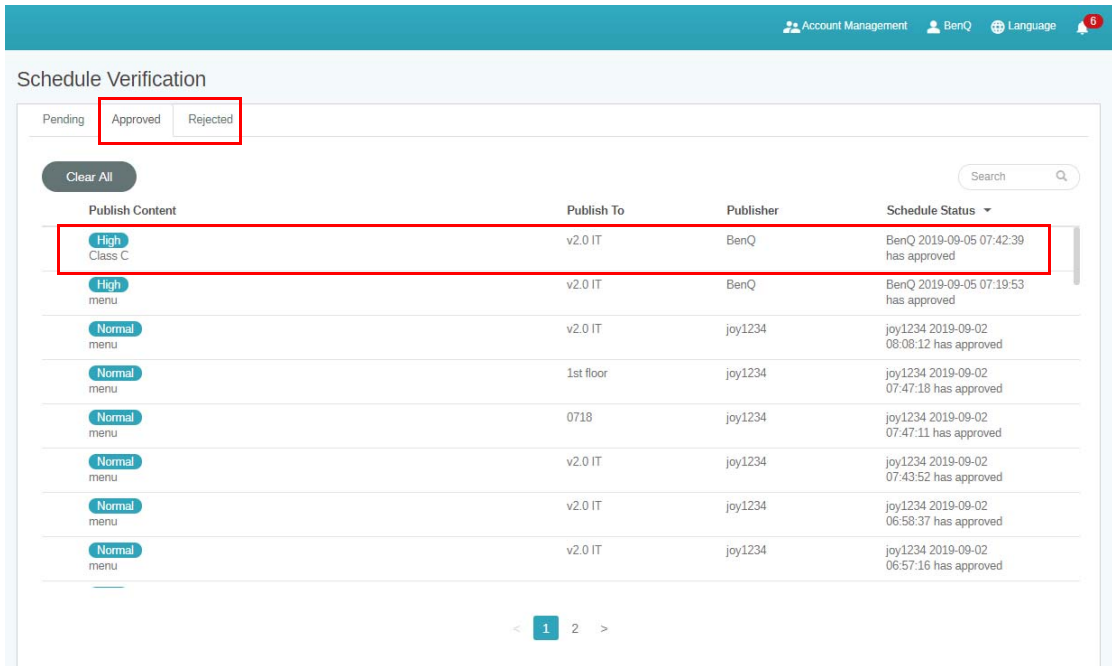 Account Management BenQ Language 6
Schedule Verification
Pending Approved Rejected
Clear All Search
Publish Content Publish To Publisher Schedule Status
High v2.0 IT BenQ BenQ 2019-09-05 07:42:39
Class C has approved
High v2.0 IT BenQ BenQ 2019-09-05 07:19:53
menu has approved
Normal v2.0 IT joy1234 joy1234 2019-09-02
menu 08:08:12 has approved
Normal 1st floor joy1234 joy1234 2019-09-02
menu 07:47:18 has approved
Normal 0718 joy1234 joy1234 2019-09-02
menu 07:47:11 has approved
Normal v2.0 IT joy1234 joy1234 2019-09-02
menu 07:43:52 has approved
Normal v2.0 IT joy1234 joy1234 2019-09-02
menu 06:58:37 has approved
Normal v2.0 IT joy1234 joy1234 2019-09-02
menu 06:57:16 has approved
< 1 2 >